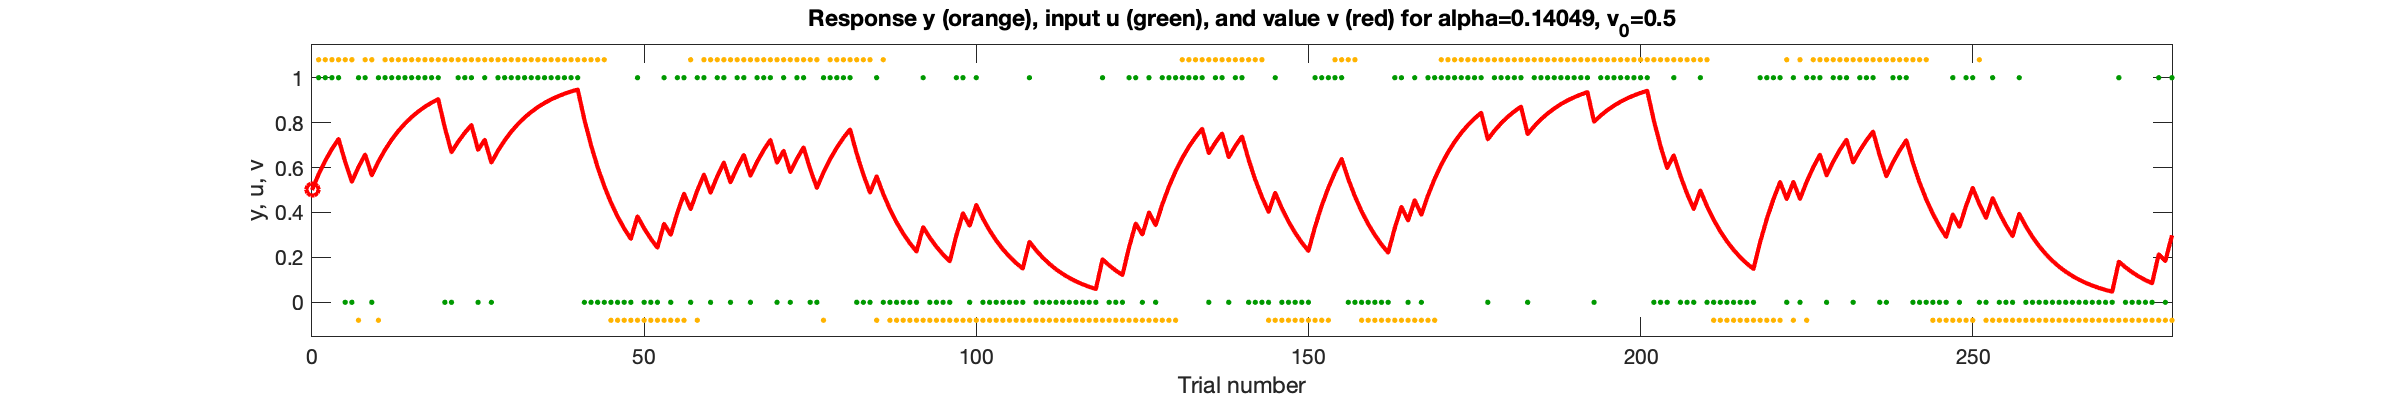 Response y (orange), input u (green), and value v (red) for alpha=0.14049, v_0=0.5
y, u, v
1
0.8
0.6
0.4
0.2
0
0 50 100 150 200 250
Trial number